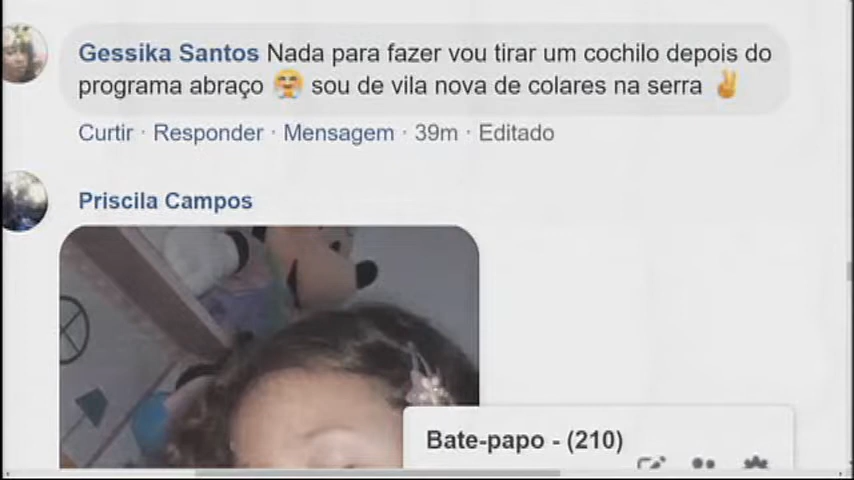 Gessika Santos Nada para fazer vou tirar um cochilo depois do
programa abraço 🤗 sou de vila nova de colares na serra ✌
Curtir · Responder · Mensagem · 39m · Editado
Priscila Campos
Bate-papo - (210)